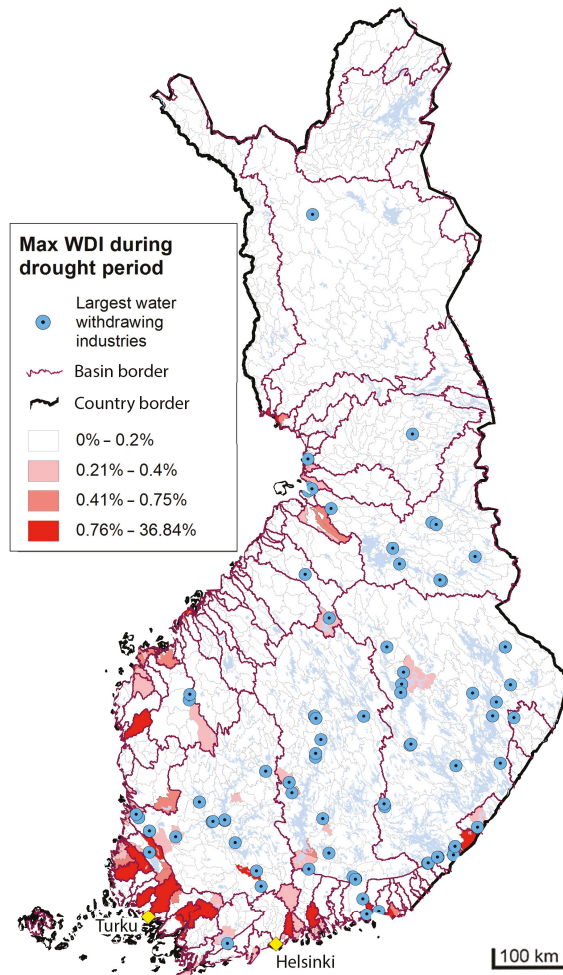 Max WDI during
drought period
Largest water
withdrawing
industries
Basin border
Country border
0% – 0.2%
0.21% – 0.4%
0.41% – 0.75%
0.76% – 36.84%
Turku
Helsinki
100 km